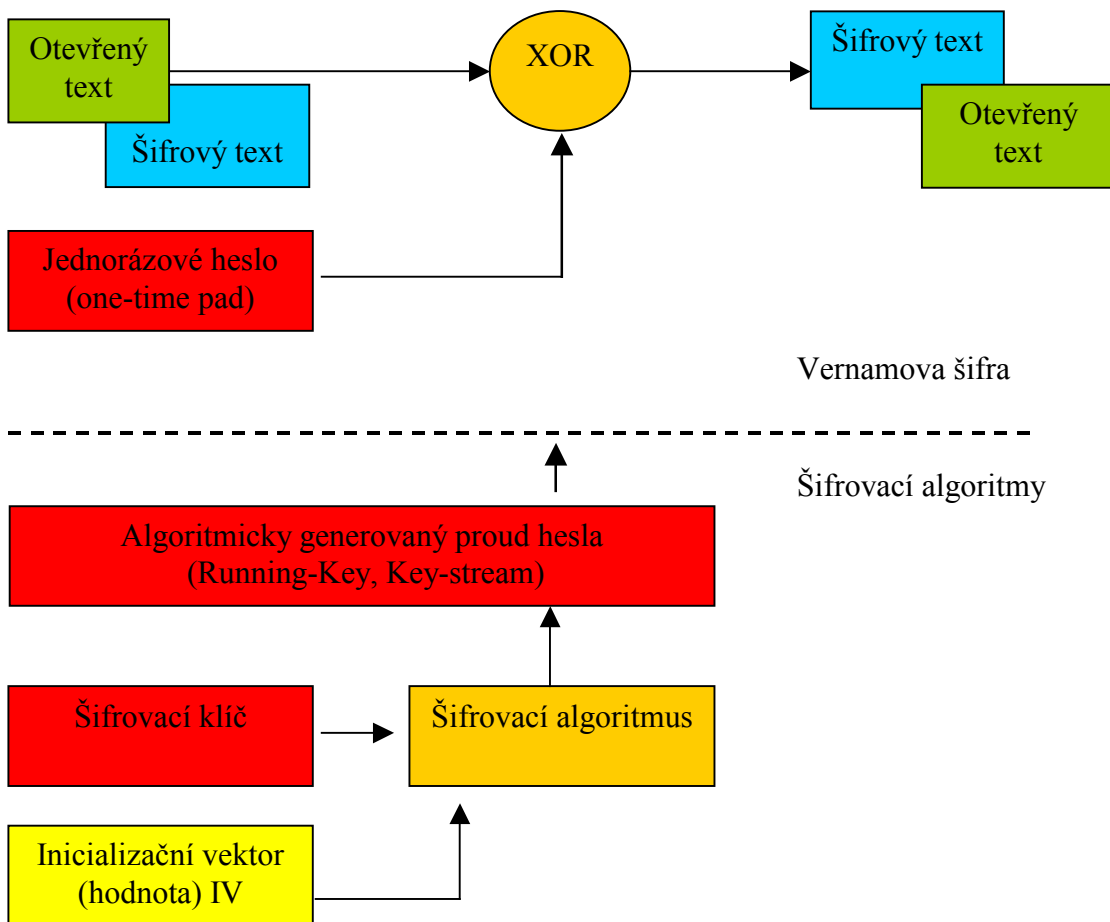 Otevřený
text
Šifrový text
XOR
Šifrový text
Otevřený
text
Jednorázové heslo
(one-time pad)
Vernamova šifra
Šifrovací algoritmy
Algoritmicky generovaný proud hesla
(Running-Key, Key-stream)
Šifrovací klíč
Šifrovací algoritmus
Inicializační vektor
(hodnota) IV